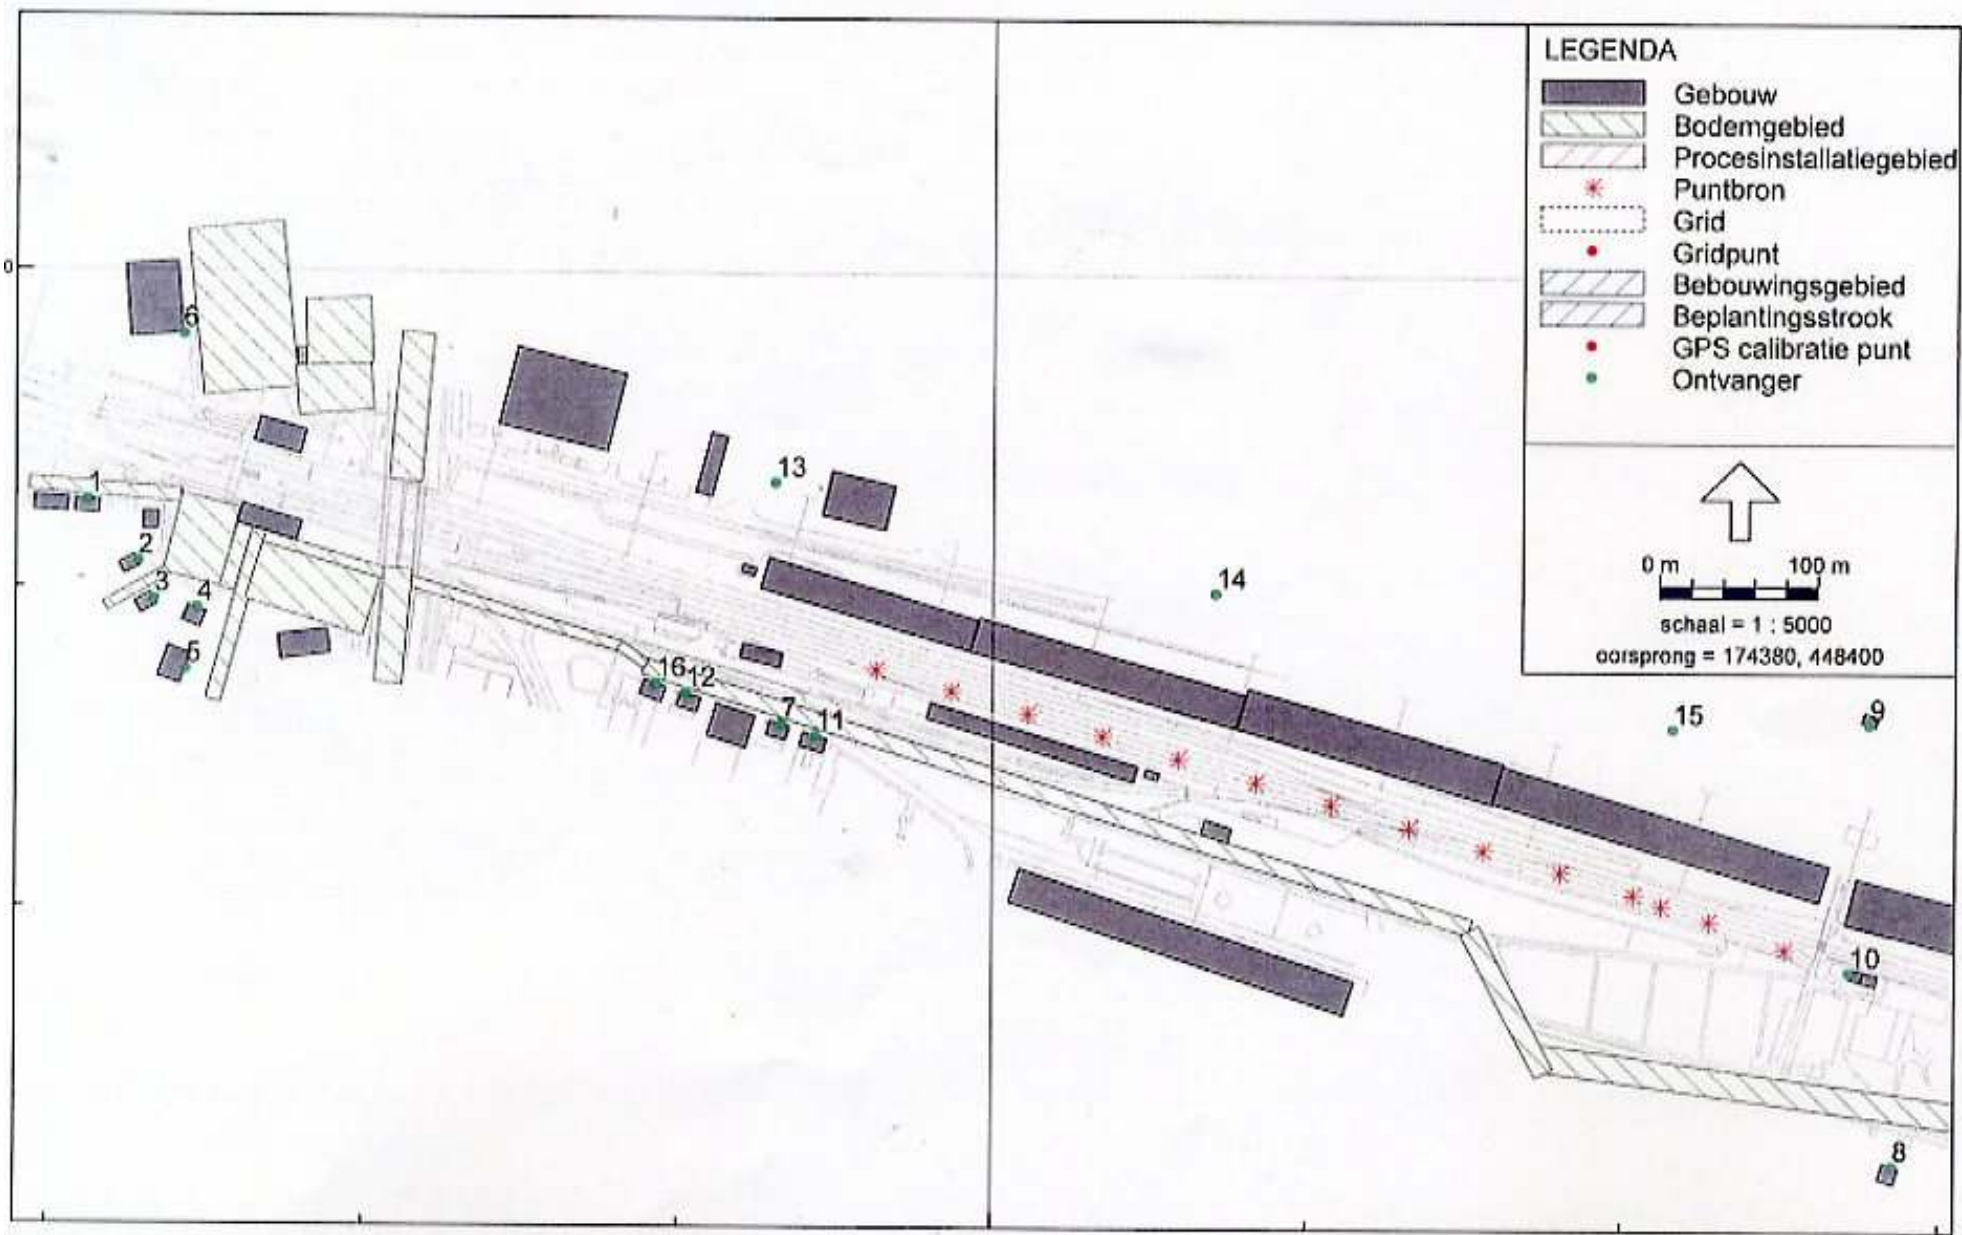 LEGENDA
Gebouw
Bodemgebied
Procesinstallatiegebied
Puntbron
Grid
Gridpunt
Bebouwingsgebied
Beplantingsstrook
GPS calibratie punt
Ontvanger
0 m 100 m
schaal = 1 : 5000
oorsprong = 174380, 448400
0
6
1
2
3
4
5
13
14
16
12
7
11
15
9
10
8